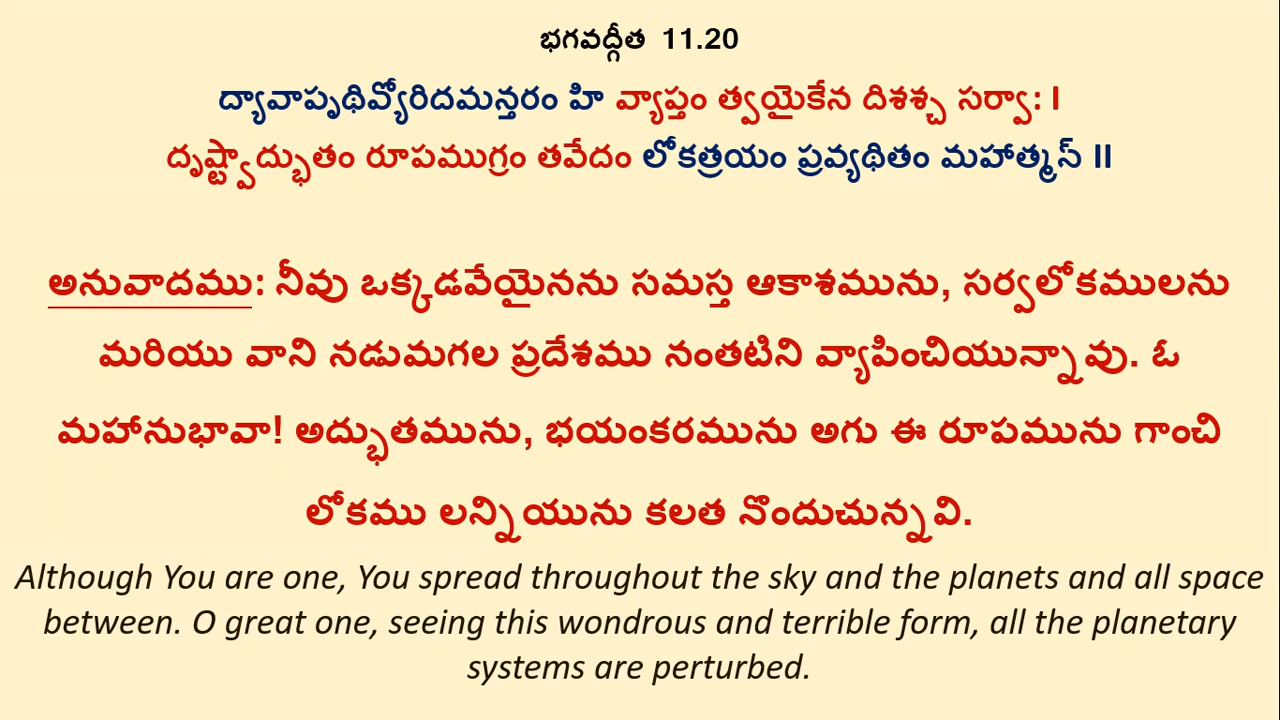 భగవద్గీత 11.20
ద్యావాపృథివ్యోరిదమన్తరం హి వ్యాప్తం త్వయైకేన దిశశ్చ సర్వా: I
దృష్ట్వాద్భుతం రూపముగ్రం తవేదం లోకత్రయం ప్రవ్యథితం మహాత్మన్ II
అనువాదము: నీవు ఒక్కడవేయైనను సమస్త ఆకాశమును, సర్వలోకములను
మరియు వాని నడుమగల ప్రదేశము నంతటిని వ్యాపించియున్నావు. ఓ
మహానుభావా! అద్భుతమును, భయంకరమును అగు ఈ రూపమును గాంచి
లోకము లన్నియును కలత నొందుచున్నవి.
Although You are one, You spread throughout the sky and the planets and all space
between. O great one, seeing this wondrous and terrible form, all the planetary
systems are perturbed.